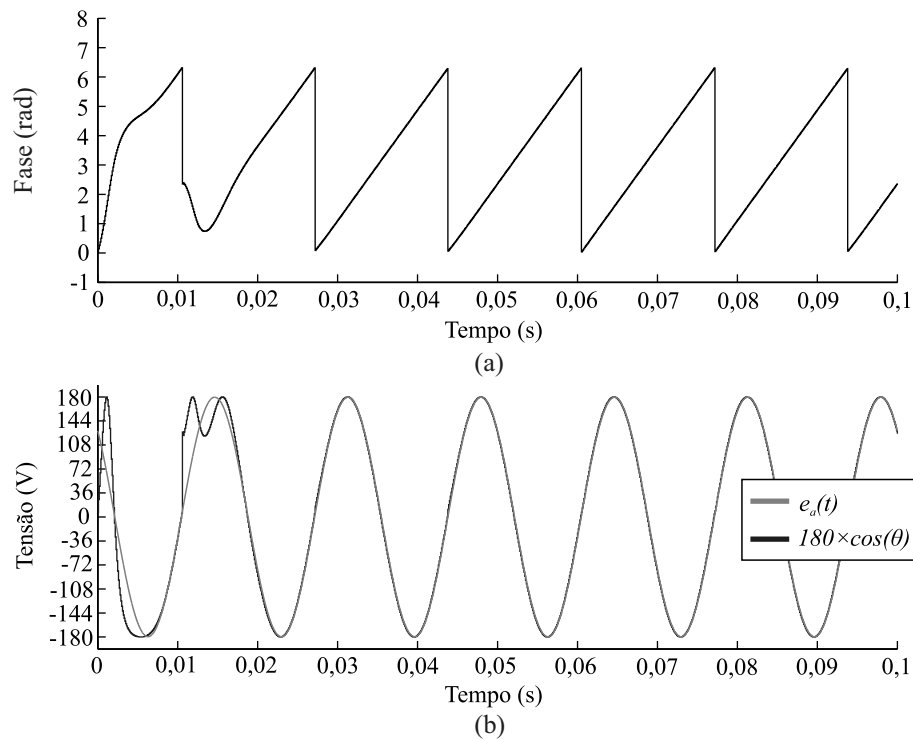 8
7
6
5
4
3
2
1
0
-1
Fase (rad)
0 0,01 0,02 0,03 0,04 0,05 0,06 0,07 0,08 0,09 0,1
Tempo (s)
(a)
180
144
108
72
36
0
-36
-72
-108
-144
-180
Tensão (V)
e_a(t)
180×cos(θ)
0 0,01 0,02 0,03 0,04 0,05 0,06 0,07 0,08 0,09 0,1
Tempo (s)
(b)